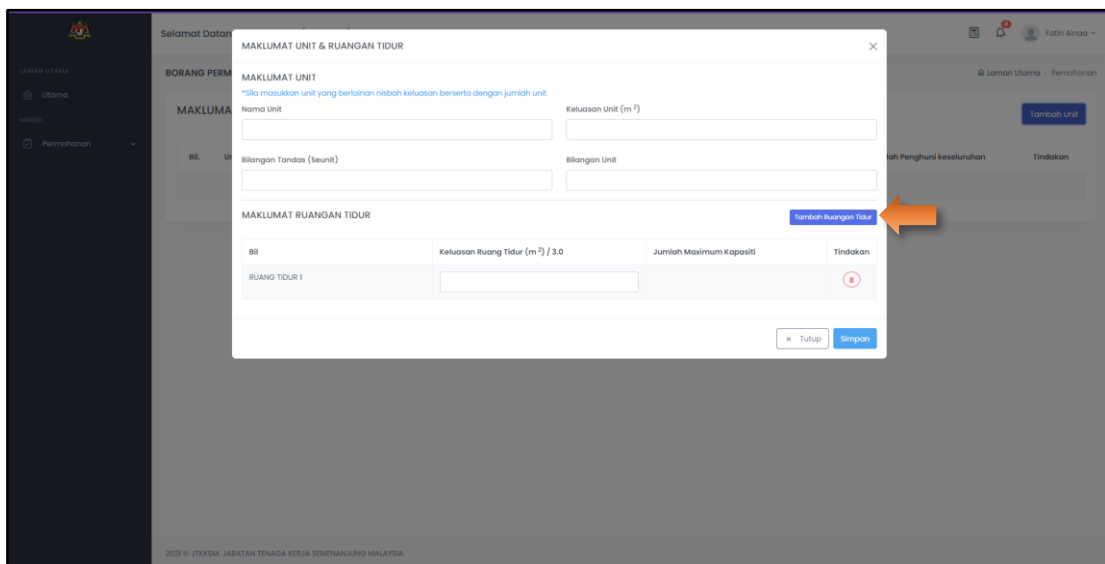 Selamat Datan
Fatin Ainaa
MAKLUMAT UNIT & RUANGAN TIDUR
LAMAN UTAMA
Utama
MODUL
Permohonan
BORANG PERM
Laman Utama / Permohonan
MAKLUMA
Tambah Unit
Bil.
lah Penghuni keseluruhan
Tindakan
MAKLUMAT UNIT
*Sila masukkan unit yang berlainan nisbah keluasan berserta dengan jumlah unit
Nama Unit
Keluasan Unit (m ²)
Bilangan Tandas (Seunit)
Bilangan Unit
MAKLUMAT RUANGAN TIDUR
Tambah Ruangan Tidur
Bil
Keluasan Ruang Tidur (m ²) / 3.0
Jumlah Maximum Kapasiti
Tindakan
RUANG TIDUR 1
× Tutup
Simpan
2021 © JTKKSM. JABATAN TENAGA KERJA SEMENANJUNG MALAYSIA